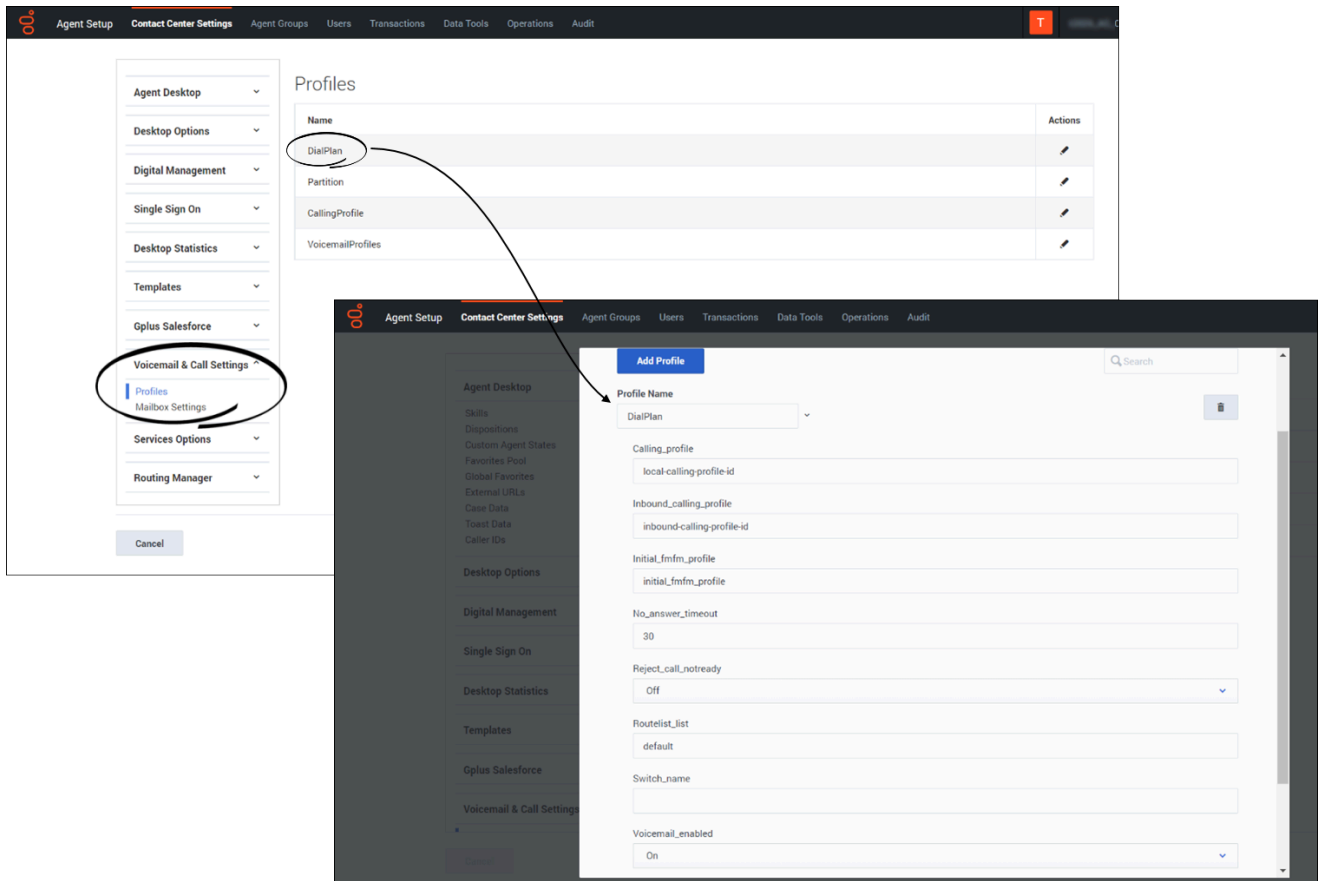 Agent Setup Contact Center Settings Agent Groups Users Transactions Data Tools Operations Audit T
Agent Desktop
Desktop Options
Digital Management
Single Sign On
Desktop Statistics
Templates
Gplus Salesforce
Voicemail & Call Settings
Profiles
Mailbox Settings
Services Options
Routing Manager
Cancel
Profiles
Name Actions
DialPlan
Partition
CallingProfile
VoicemailProfiles
Agent Setup Contact Center Settings Agent Groups Users Transactions Data Tools Operations Audit
Agent Desktop
Skills
Dispositions
Custom Agent States
Favorites Pool
Global Favorites
External URLs
Case Data
Toast Data
Caller IDs
Desktop Options
Digital Management
Single Sign On
Desktop Statistics
Templates
Gplus Salesforce
Voicemail & Call Settings
Cancel
Add Profile Search
Profile Name
DialPlan
Calling_profile
local-calling-profile-id
Inbound_calling_profile
inbound-calling-profile-id
Initial_fmfm_profile
initial_fmfm_profile
No_answer_timeout
30
Reject_call_notready
Off
Routelist_list
default
Switch_name
Voicemail_enabled
On